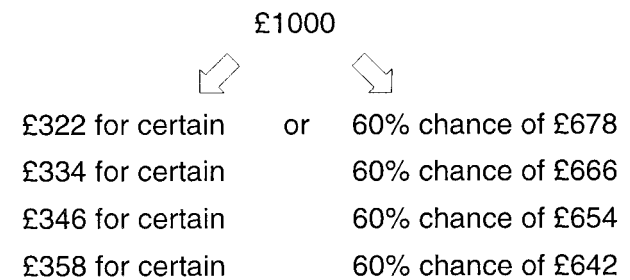 £1000
£322 for certain or 60% chance of £678
£334 for certain 60% chance of £666
£346 for certain 60% chance of £654
£358 for certain 60% chance of £642